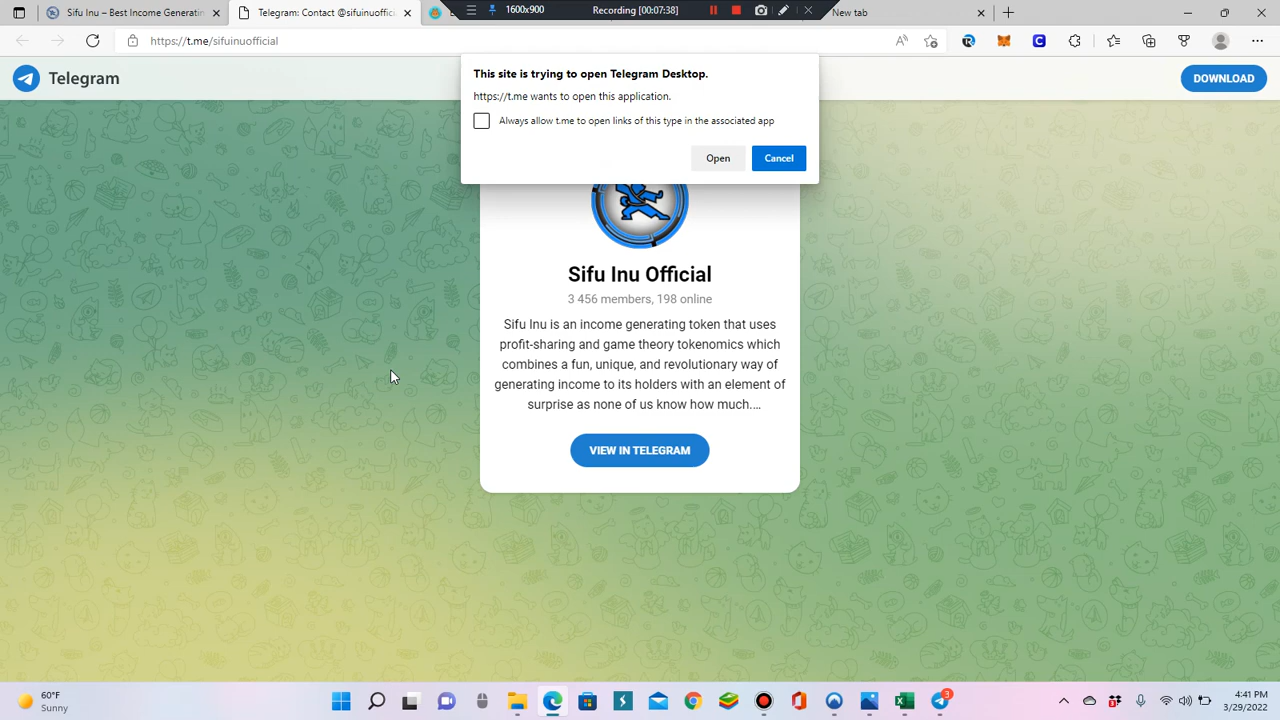 1600x900
Recording [00:07:38]
Sifu Inu – Best Income Generati
Telegram: Contact @sifuinuoffici
New tab
https://t.me/sifuinuofficial
Telegram
DOWNLOAD
This site is trying to open Telegram Desktop.
https://t.me wants to open this application.
Always allow t.me to open links of this type in the associated app
Open
Cancel
Sifu Inu Official
3 456 members, 198 online
Sifu Inu is an income generating token that uses
profit-sharing and game theory tokenomics which
combines a fun, unique, and revolutionary way of
generating income to its holders with an element of
surprise as none of us know how much....
VIEW IN TELEGRAM
60°F
Sunny
3
3
4:41 PM
3/29/2022